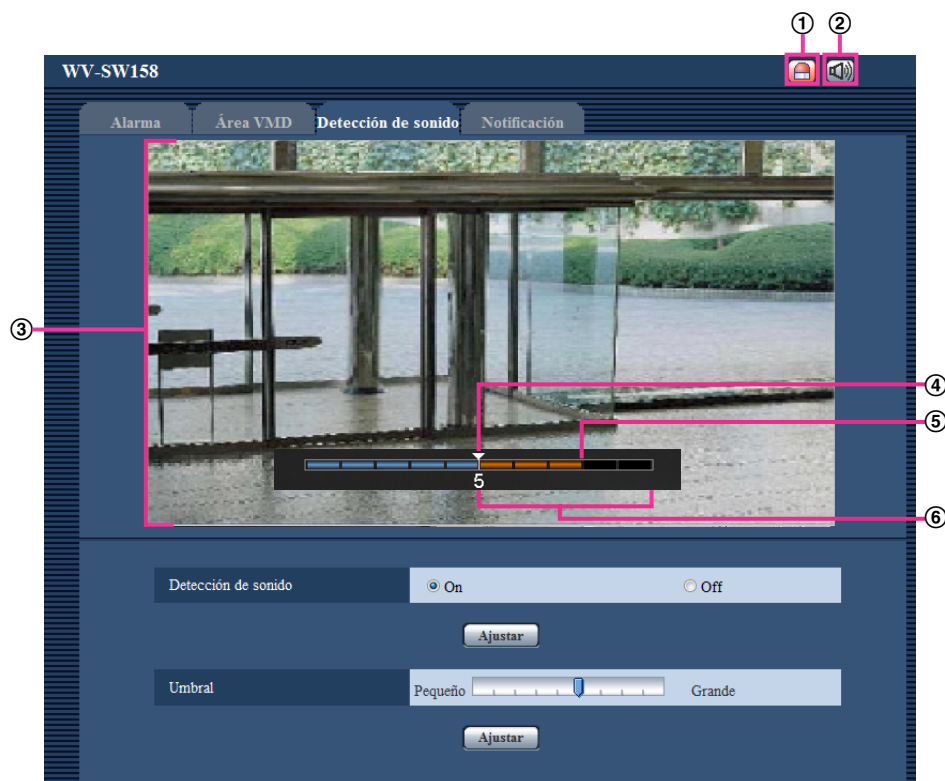 ① ②
WV-SW158
Alarma Área VMD Detección de sonido Notificación
③
④
⑤
5
⑥
Detección de sonido On Off
Ajustar
Umbral Pequeño Grande
Ajustar